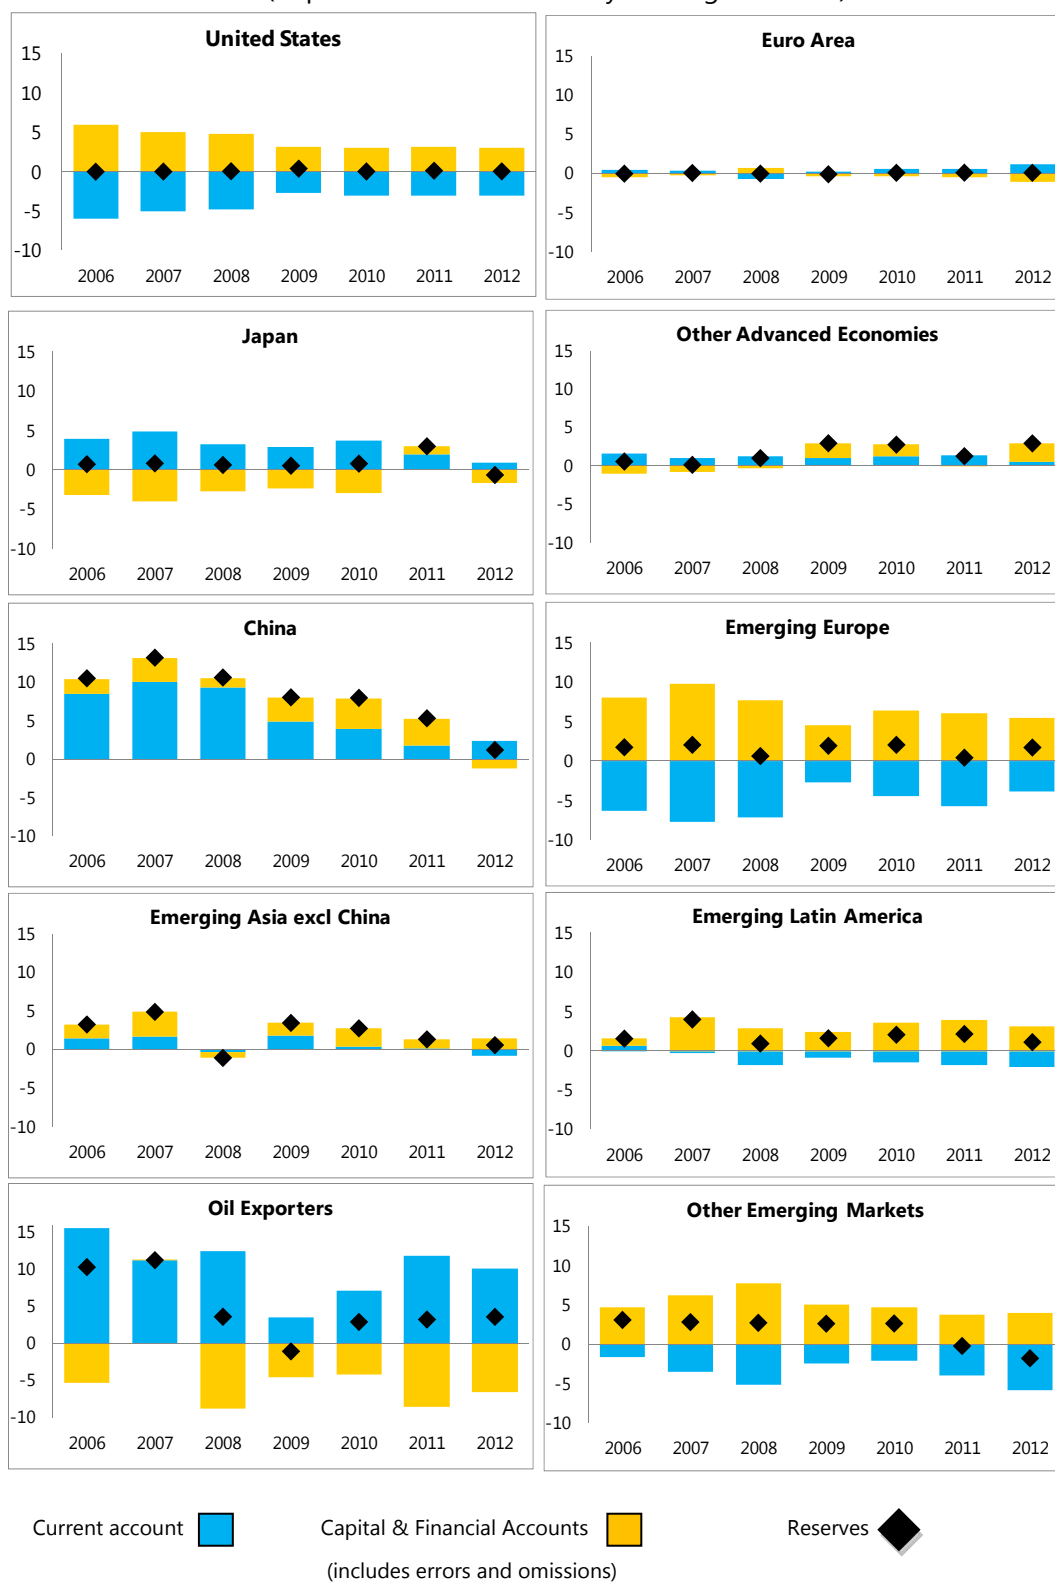 United States
15
10
5
0
-5
-10
2006 2007 2008 2009 2010 2011 2012
Euro Area
15
10
5
0
-5
-10
2006 2007 2008 2009 2010 2011 2012
Japan
15
10
5
0
-5
-10
2006 2007 2008 2009 2010 2011 2012
Other Advanced Economies
15
10
5
0
-5
-10
2006 2007 2008 2009 2010 2011 2012
China
15
10
5
0
-5
-10
2006 2007 2008 2009 2010 2011 2012
Emerging Europe
15
10
5
0
-5
-10
2006 2007 2008 2009 2010 2011 2012
Emerging Asia excl China
15
10
5
0
-5
-10
2006 2007 2008 2009 2010 2011 2012
Emerging Latin America
15
10
5
0
-5
-10
2006 2007 2008 2009 2010 2011 2012
Oil Exporters
15
10
5
0
-5
-10
2006 2007 2008 2009 2010 2011 2012
Other Emerging Markets
15
10
5
0
-5
-10
2006 2007 2008 2009 2010 2011 2012
Current account Capital & Financial Accounts Reserves
(includes errors and omissions)